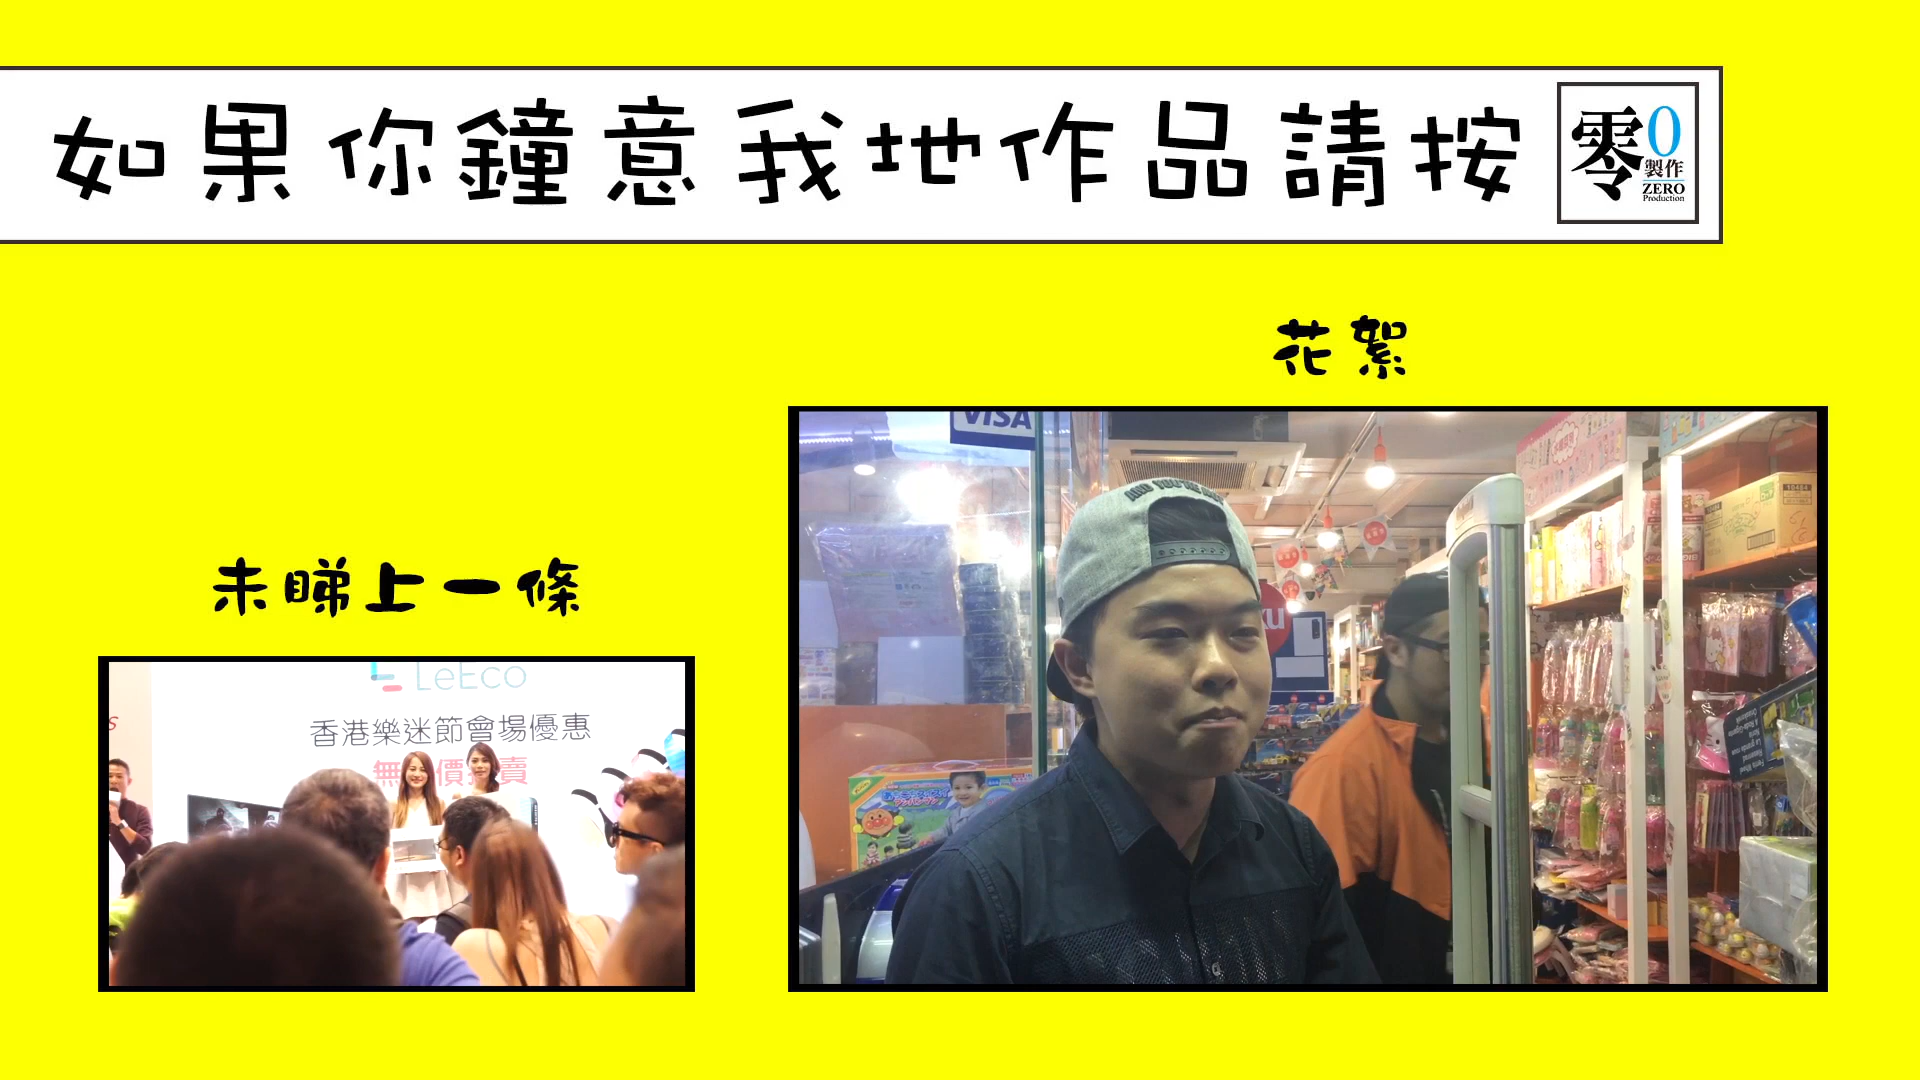 如果你鐘意我地作品請按
零0
製作
ZERO
Production
花絮
VISA
未睇上一條
LeEco
香港樂迷節會場優惠